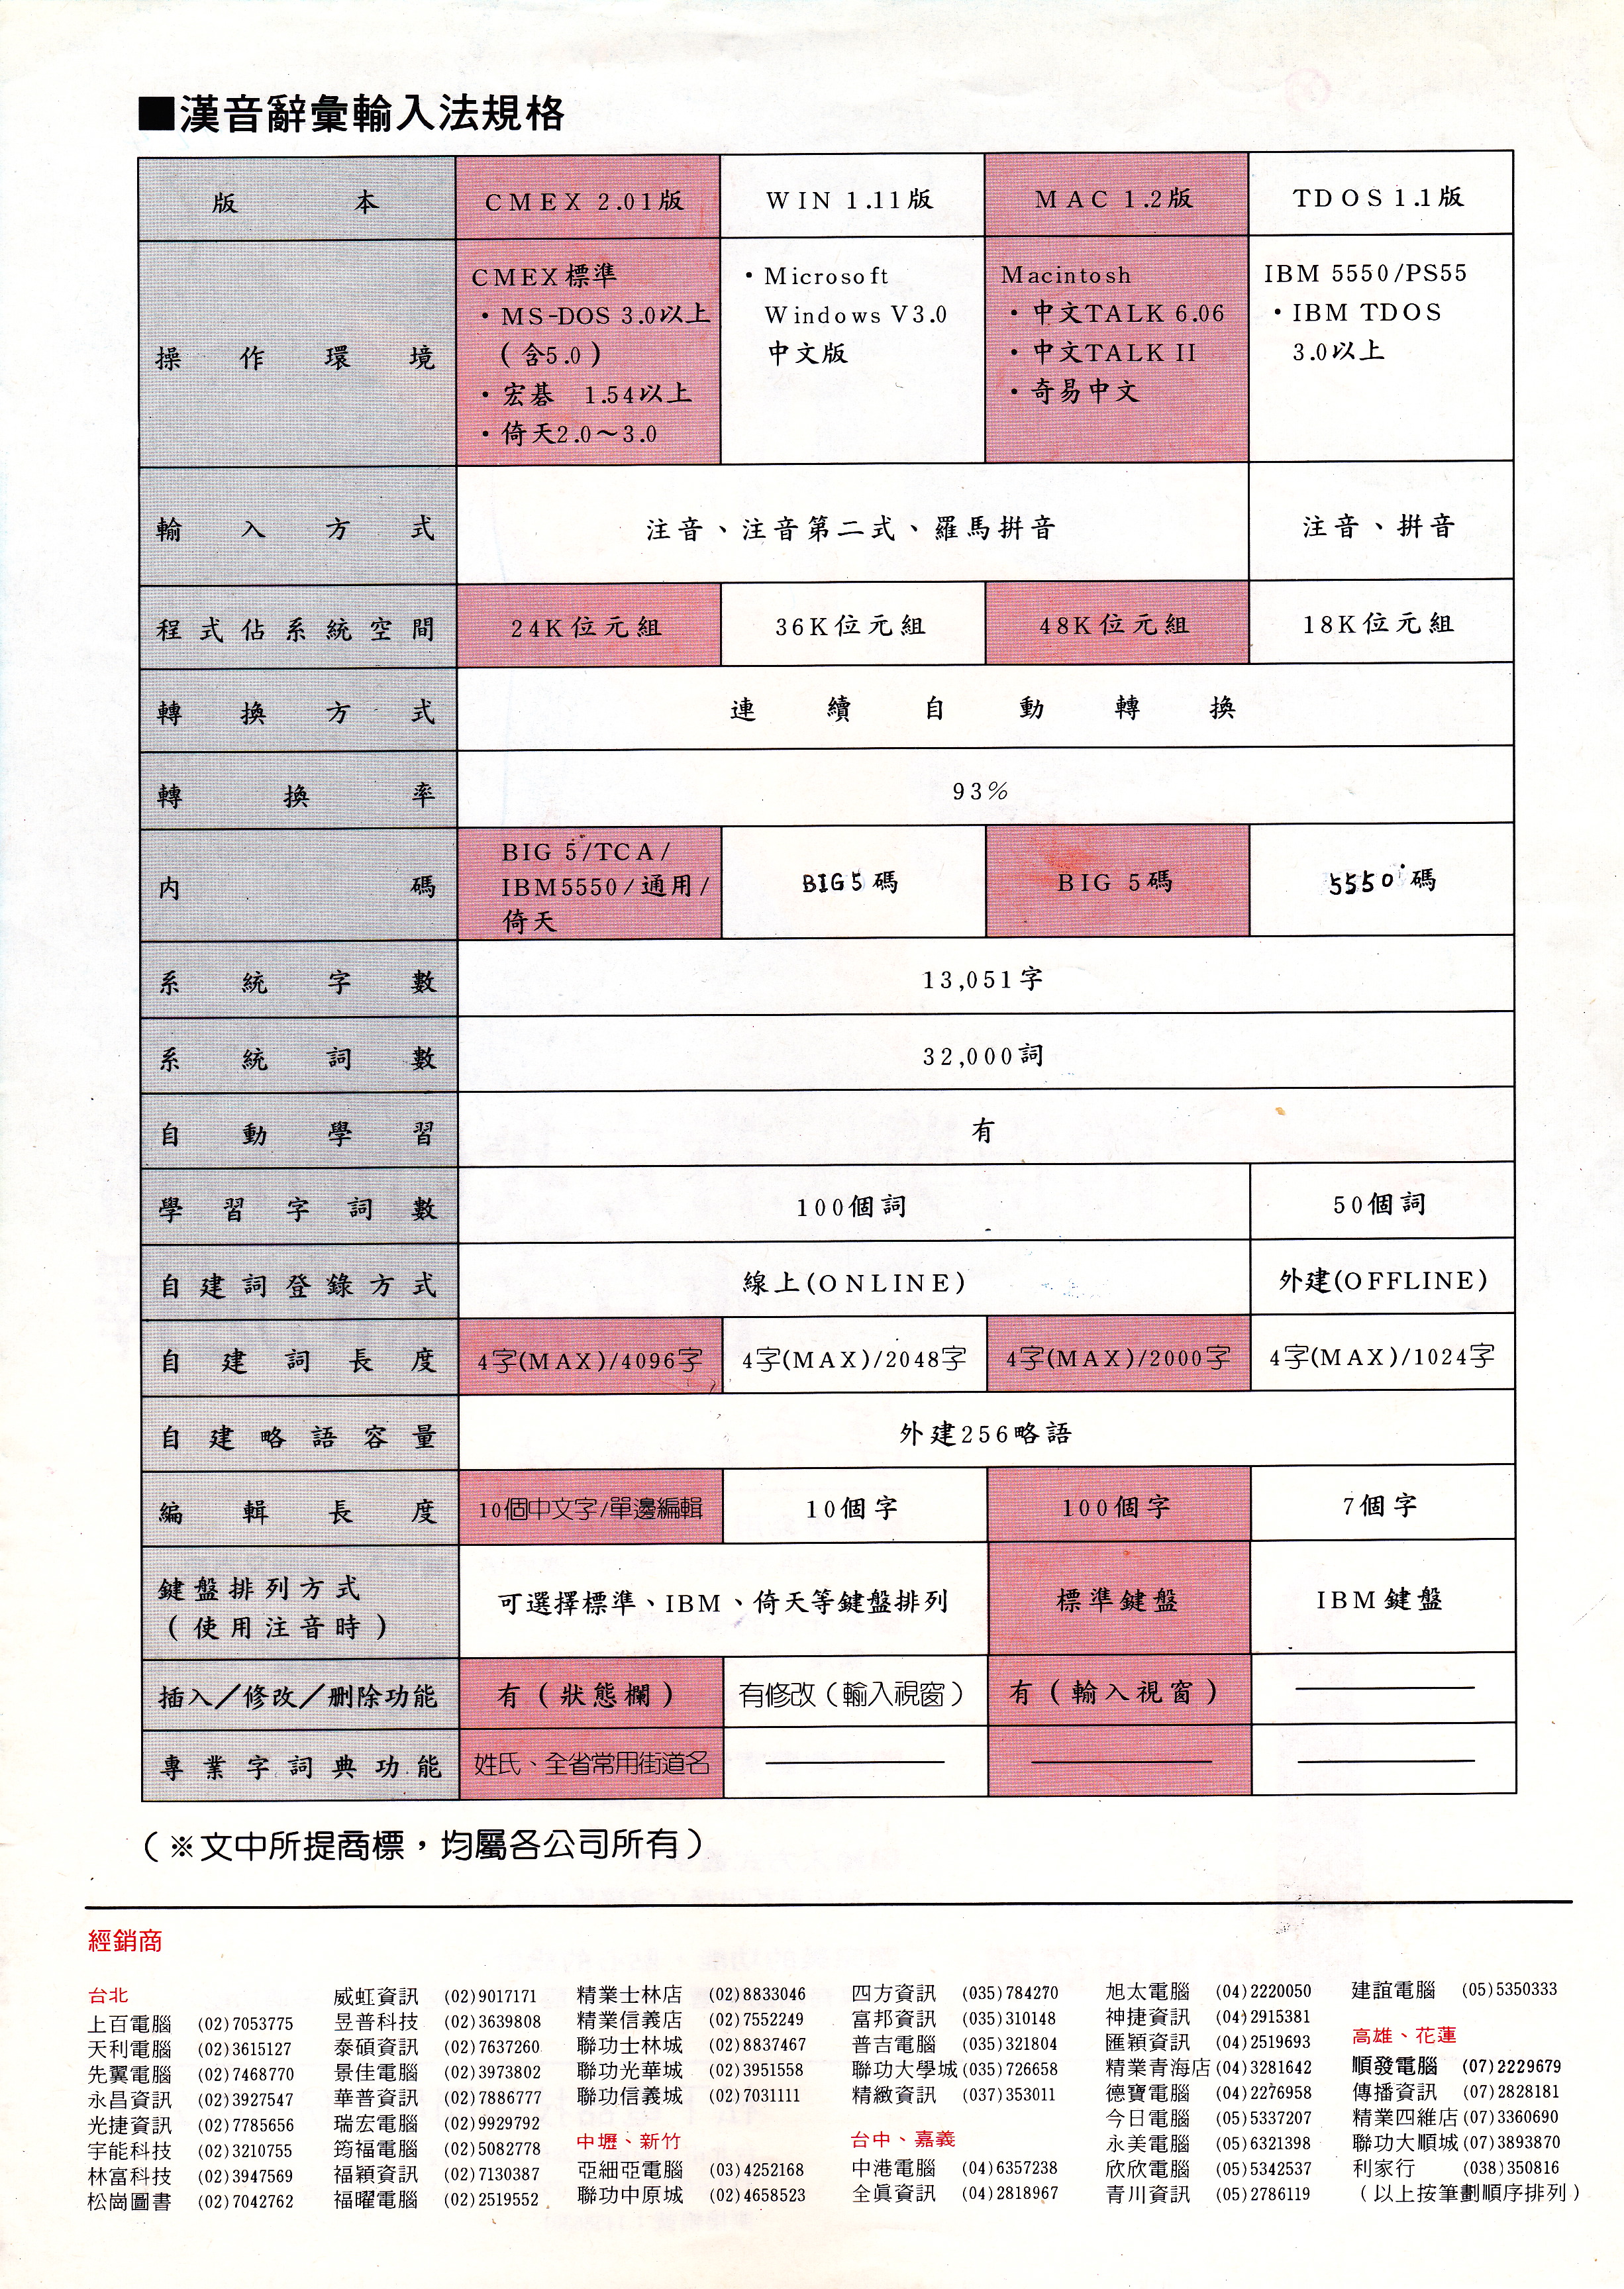 ■漢音辭彙輸入法規格
版本 CMEX 2.01版 WIN 1.11版 MAC 1.2版 TDOS 1.1版
操作環境
CMEX標準
・MS-DOS 3.0以上
(含5.0)
・宏碁 1.54以上
・倚天2.0～3.0
・Microsoft
Windows V3.0
中文版
Macintosh
・中文TALK 6.06
・中文TALK II
・奇易中文
IBM 5550/PS55
・IBM TDOS
3.0以上
輸入方式 注音、注音第二式、羅馬拼音 注音、拼音
程式佔系統空間 24K位元組 36K位元組 48K位元組 18K位元組
轉換方式 連續自動轉換
轉換率 93%
內碼
BIG 5/TCA/
IBM5550/通用/
倚天
BIG5碼 BIG 5碼 5550碼
系統字數 13,051字
系統詞數 32,000詞
自動學習 有
學習字詞數 100個詞 50個詞
自建詞登錄方式 線上(ONLINE) 外建(OFFLINE)
自建詞長度 4字(MAX)/4096字 4字(MAX)/2048字 4字(MAX)/2000字 4字(MAX)/1024字
自建略語容量 外建256略語
編輯長度 10個中文字/單邊編輯 10個字 100個字 7個字
鍵盤排列方式
(使用注音時)
可選擇標準、IBM、倚天等鍵盤排列 標準鍵盤 IBM鍵盤
插入／修改／刪除功能 有(狀態欄) 有修改(輸入視窗) 有(輸入視窗) ——
專業字詞典功能 姓氏、全省常用街道名 —— —— ——
(※文中所提商標，均屬各公司所有)
經銷商
台北
上百電腦 (02)7053775
天利電腦 (02)3615127
先翼電腦 (02)7468770
永昌資訊 (02)3927547
光捷資訊 (02)7785656
宇能科技 (02)3210755
林富科技 (02)3947569
松崗圖書 (02)7042762
威虹資訊 (02)9017171
昱普科技 (02)3639808
泰碩資訊 (02)7637260
景佳電腦 (02)3973802
華普資訊 (02)7886777
瑞宏電腦 (02)9929792
筠福電腦 (02)5082778
福穎資訊 (02)7130387
福曜電腦 (02)2519552
精業士林店 (02)8833046
精業信義店 (02)7552249
聯功士林城 (02)8837467
聯功光華城 (02)3951558
聯功信義城 (02)7031111
中壢、新竹
亞細亞電腦 (03)4252168
聯功中原城 (02)4658523
四方資訊 (035)784270
富邦資訊 (035)310148
普吉電腦 (035)321804
聯功大學城 (035)726658
精緻資訊 (037)353011
台中、嘉義
中港電腦 (04)6357238
全眞資訊 (04)2818967
旭太電腦 (04)2220050
神捷資訊 (04)2915381
匯穎資訊 (04)2519693
精業青海店 (04)3281642
德寶電腦 (04)2276958
今日電腦 (05)5337207
永美電腦 (05)6321398
欣欣電腦 (05)5342537
青川資訊 (05)2786119
建誼電腦 (05)5350333
高雄、花蓮
順發電腦 (07)2229679
傳播資訊 (07)2828181
精業四維店 (07)3360690
聯功大順城 (07)3893870
利家行 (038)350816
(以上按筆劃順序排列)